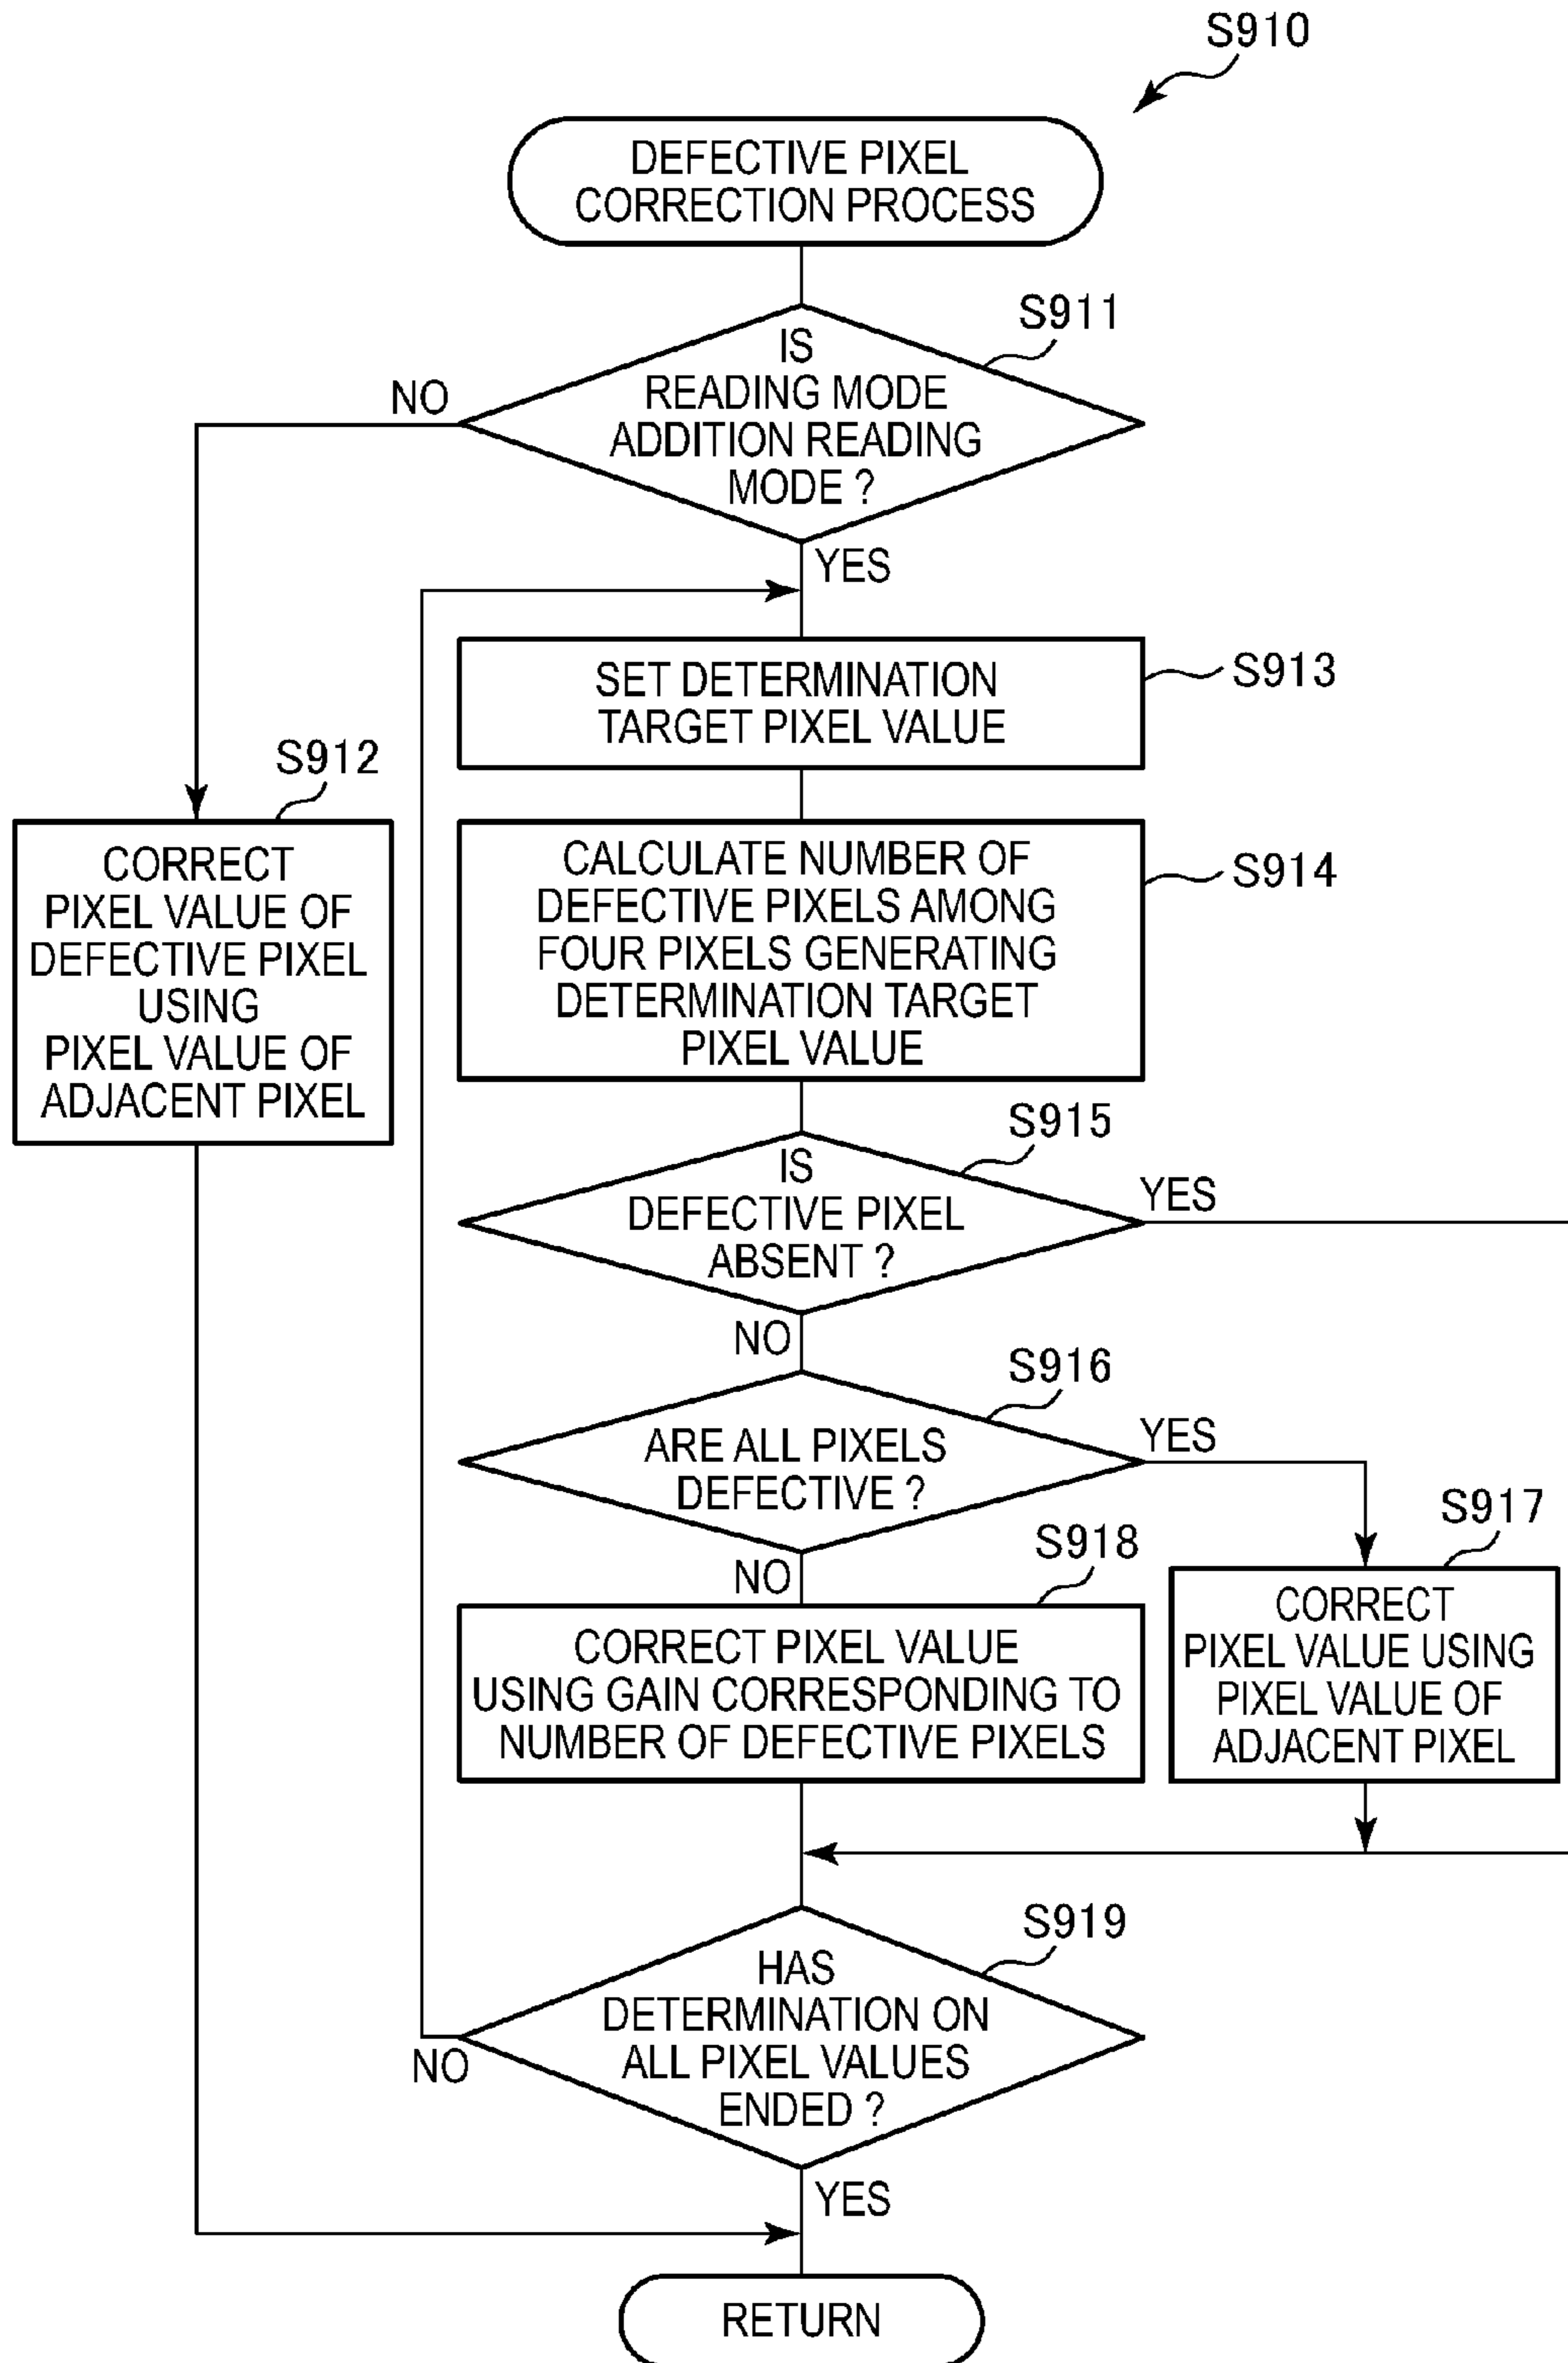 S910
DEFECTIVE PIXEL
CORRECTION PROCESS
S911
IS
READING MODE
ADDITION READING
MODE ?
NO
YES
S913
SET DETERMINATION
TARGET PIXEL VALUE
S912
CORRECT
PIXEL VALUE OF
DEFECTIVE PIXEL
USING
PIXEL VALUE OF
ADJACENT PIXEL
S914
CALCULATE NUMBER OF
DEFECTIVE PIXELS AMONG
FOUR PIXELS GENERATING
DETERMINATION TARGET
PIXEL VALUE
S915
IS
DEFECTIVE PIXEL
ABSENT ?
YES
NO
S916
ARE ALL PIXELS
DEFECTIVE ?
YES
NO
S917
CORRECT
PIXEL VALUE USING
PIXEL VALUE OF
ADJACENT PIXEL
S918
CORRECT PIXEL VALUE
USING GAIN CORRESPONDING TO
NUMBER OF DEFECTIVE PIXELS
S919
HAS
DETERMINATION ON
ALL PIXEL VALUES
ENDED ?
NO
YES
RETURN